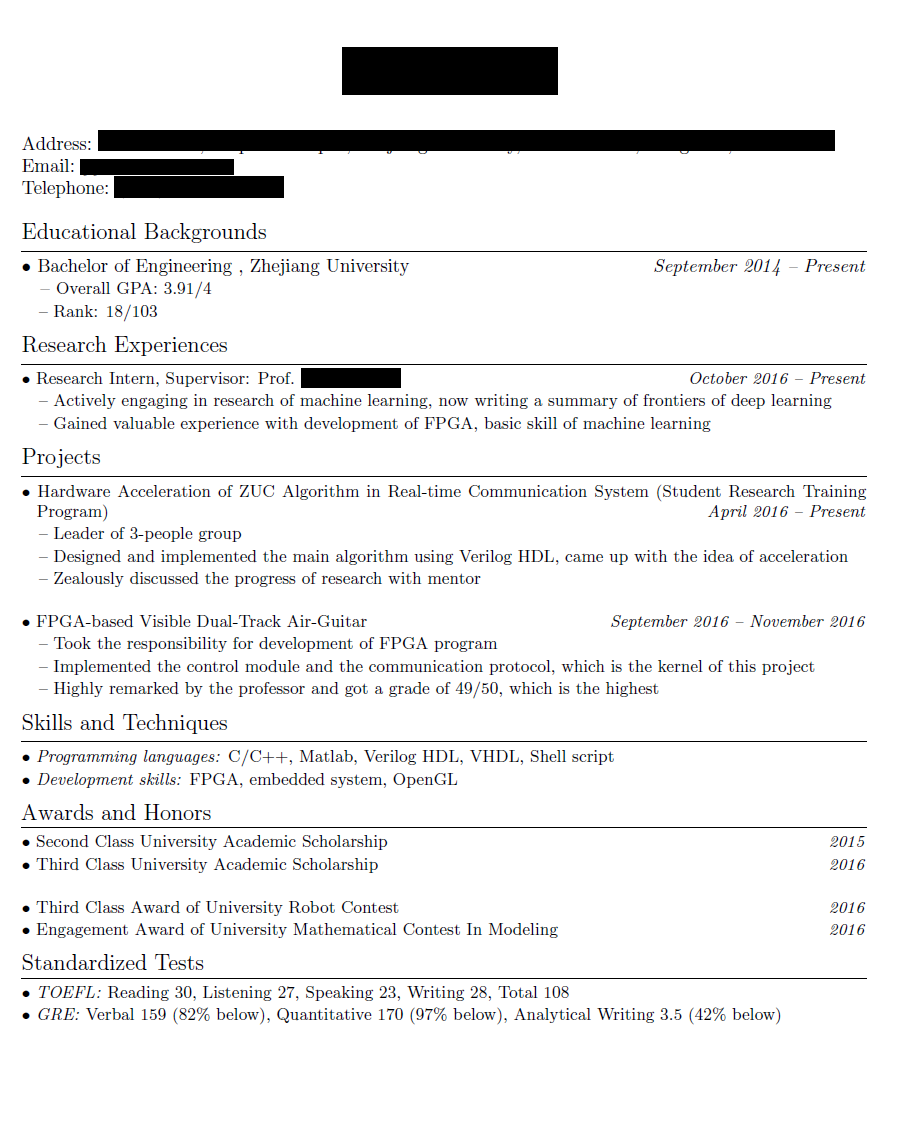 Address:
Email:
Telephone:
Educational Backgrounds
• Bachelor of Engineering , Zhejiang University September 2014 – Present
– Overall GPA: 3.91/4
– Rank: 18/103
Research Experiences
• Research Intern, Supervisor: Prof. October 2016 – Present
– Actively engaging in research of machine learning, now writing a summary of frontiers of deep learning
– Gained valuable experience with development of FPGA, basic skill of machine learning
Projects
• Hardware Acceleration of ZUC Algorithm in Real-time Communication System (Student Research Training
Program) April 2016 – Present
– Leader of 3-people group
– Designed and implemented the main algorithm using Verilog HDL, came up with the idea of acceleration
– Zealously discussed the progress of research with mentor
• FPGA-based Visible Dual-Track Air-Guitar September 2016 – November 2016
– Took the responsibility for development of FPGA program
– Implemented the control module and the communication protocol, which is the kernel of this project
– Highly remarked by the professor and got a grade of 49/50, which is the highest
Skills and Techniques
• Programming languages: C/C++, Matlab, Verilog HDL, VHDL, Shell script
• Development skills: FPGA, embedded system, OpenGL
Awards and Honors
• Second Class University Academic Scholarship 2015
• Third Class University Academic Scholarship 2016
• Third Class Award of University Robot Contest 2016
• Engagement Award of University Mathematical Contest In Modeling 2016
Standardized Tests
• TOEFL: Reading 30, Listening 27, Speaking 23, Writing 28, Total 108
• GRE: Verbal 159 (82% below), Quantitative 170 (97% below), Analytical Writing 3.5 (42% below)